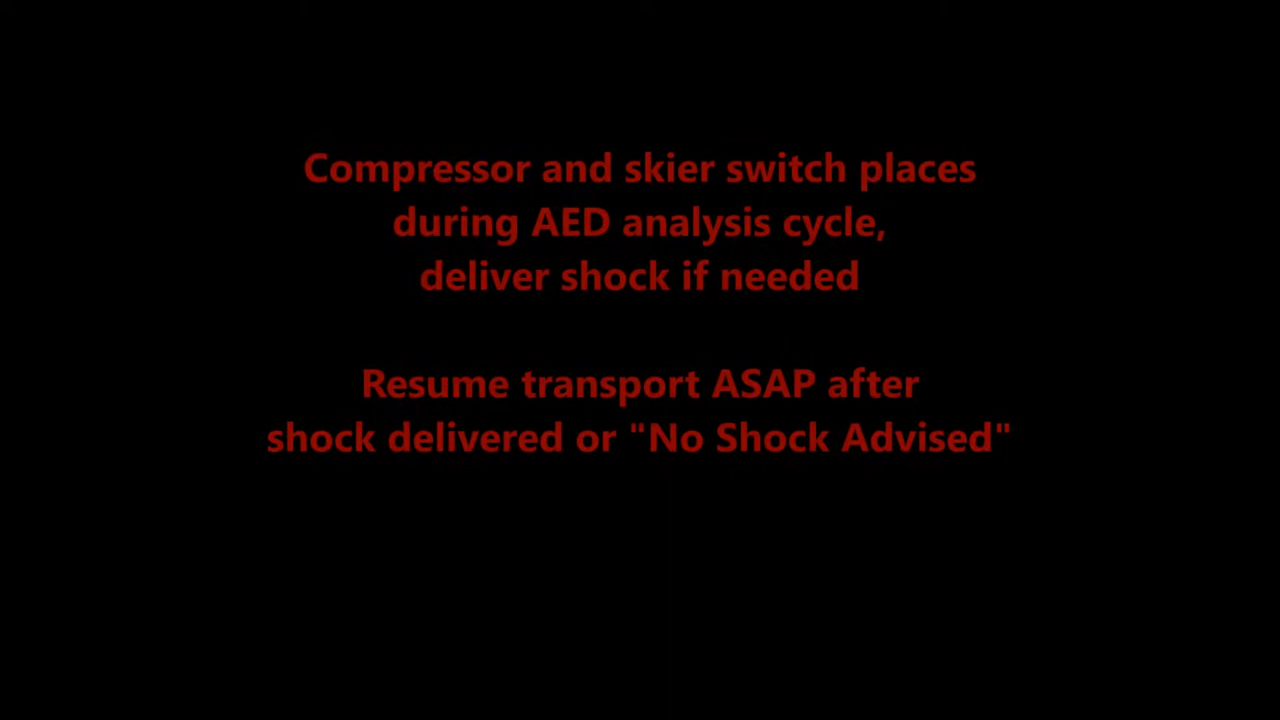 Compressor and skier switch places
during AED analysis cycle,
deliver shock if needed
Resume transport ASAP after
shock delivered or "No Shock Advised"